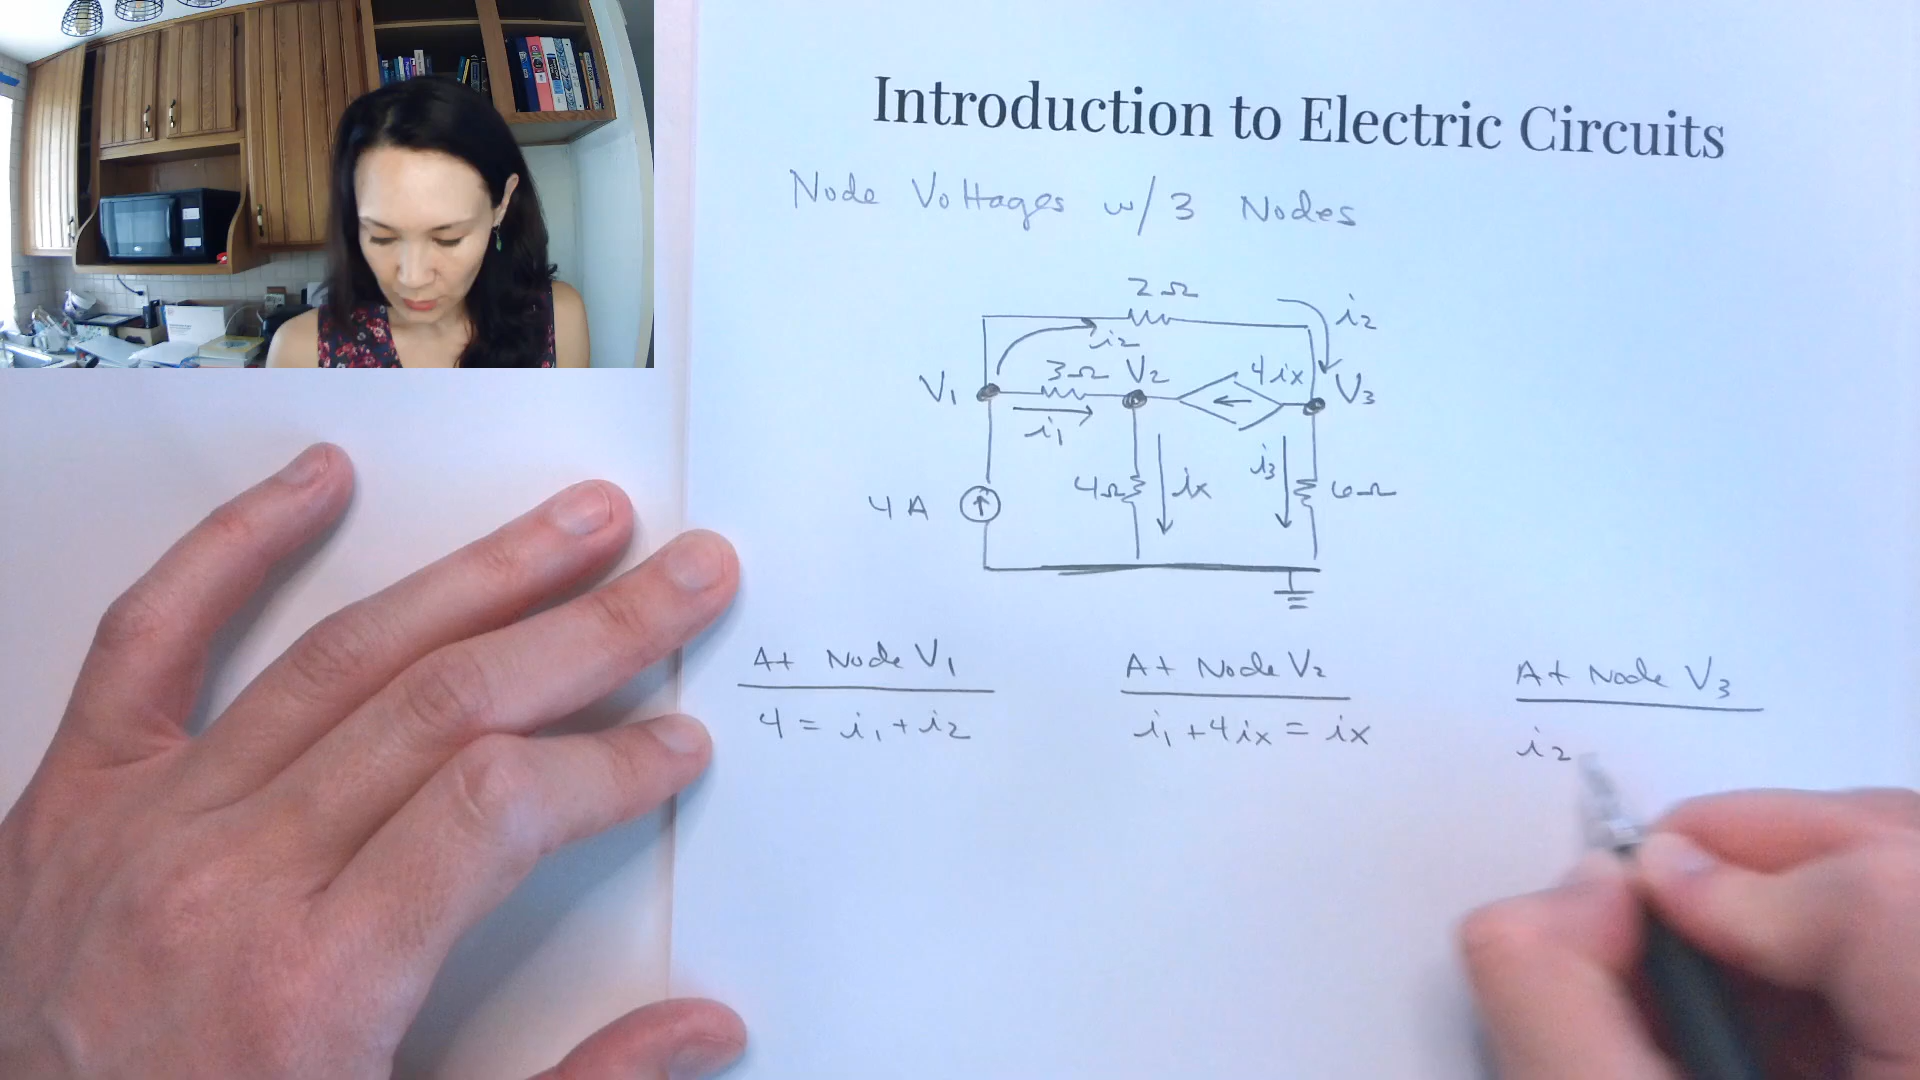 Introduction to Electric Circuits
Node Voltages w/ 3 Nodes
2Ω
i2
i2
3Ω V2 4ix
V1 V3
i1
i3
4Ω ix 6Ω
4 A
At Node V1
4 = i1 + i2
At Node V2
i1 + 4ix = ix
At Node V3
i2